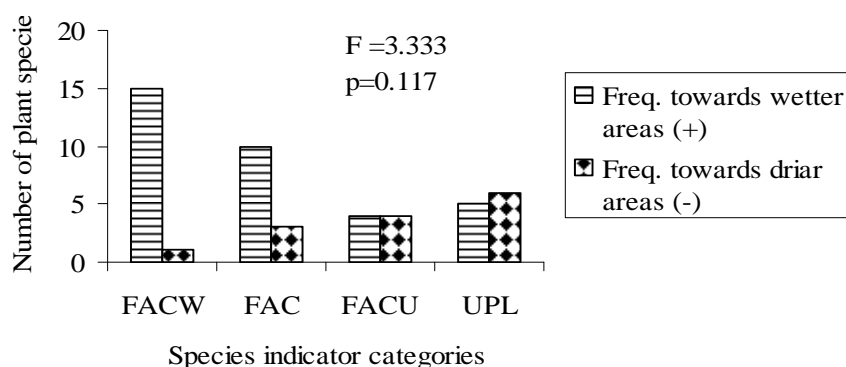 Number of plant specie
20
15
10
5
0
F =3.333
p=0.117
FACW FAC FACU UPL
Species indicator categories
Freq. towards wetter
areas (+)
Freq. towards driar
areas (-)